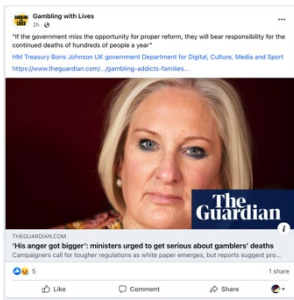 Gambling with Lives
2h
"If the government miss the opportunity for proper reform, they will bear responsibility for the
continued deaths of hundreds of people a year"
HM Treasury Boris Johnson UK government Department for Digital, Culture, Media and Sport
https://www.theguardian.com/.../gambling-addicts-families...
The
Guardian
THEGUARDIAN.COM
'His anger got bigger': ministers urged to get serious about gamblers' deaths
Campaigners call for tougher regulations as white paper emerges, but reports suggest pro...
5
1 share
Like Comment Share